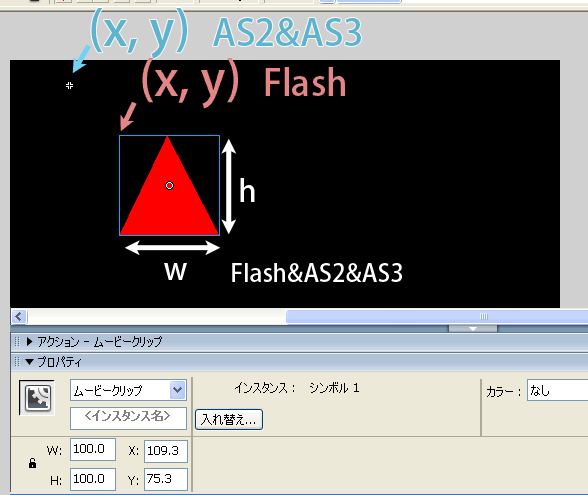 (x, y) AS2&AS3
(x, y) Flash
h
w
Flash&AS2&AS3
アクション - ムービークリップ
プロパティ
ムービークリップ
インスタンス： シンボル 1
カラー： なし
<インスタンス名>
入れ替え...
W: 100.0 X: 109.3
H: 100.0 Y: 75.3